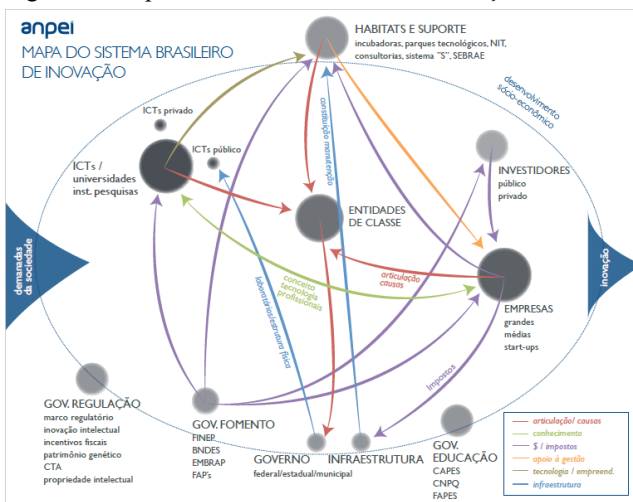 anpei
MAPA DO SISTEMA BRASILEIRO
DE INOVAÇÃO
HABITATS E SUPORTE
incubadoras, parques tecnológicos, NIT,
consultorias, sistema "S", SEBRAE
desenvolvimento
sócio-econômico
ICTs privado
ICTs público
ICTs /
universidades
inst. pesquisas
constituição manutenção
INVESTIDORES
público
privado
ENTIDADES
DE CLASSE
demandas
da sociedade
inovação
articulação
causas
conceito
tecnologia
profissionais
laboratórios/estrutura física
EMPRESAS
grandes
médias
start-ups
Impostos
GOV. REGULAÇÃO
marco regulatório
inovação intelectual
incentivos fiscais
patrimônio genético
CTA
propriedade intelectual
GOV. FOMENTO
FINEP
BNDES
EMBRAP
FAP's
GOVERNO
federal/estadual/municipal
INFRAESTRUTURA
GOV.
EDUCAÇÃO
CAPES
CNPQ
FAPES
articulação/ causas
conhecimento
$ / impostos
apoio à gestão
tecnologia / empreend.
infraestrutura